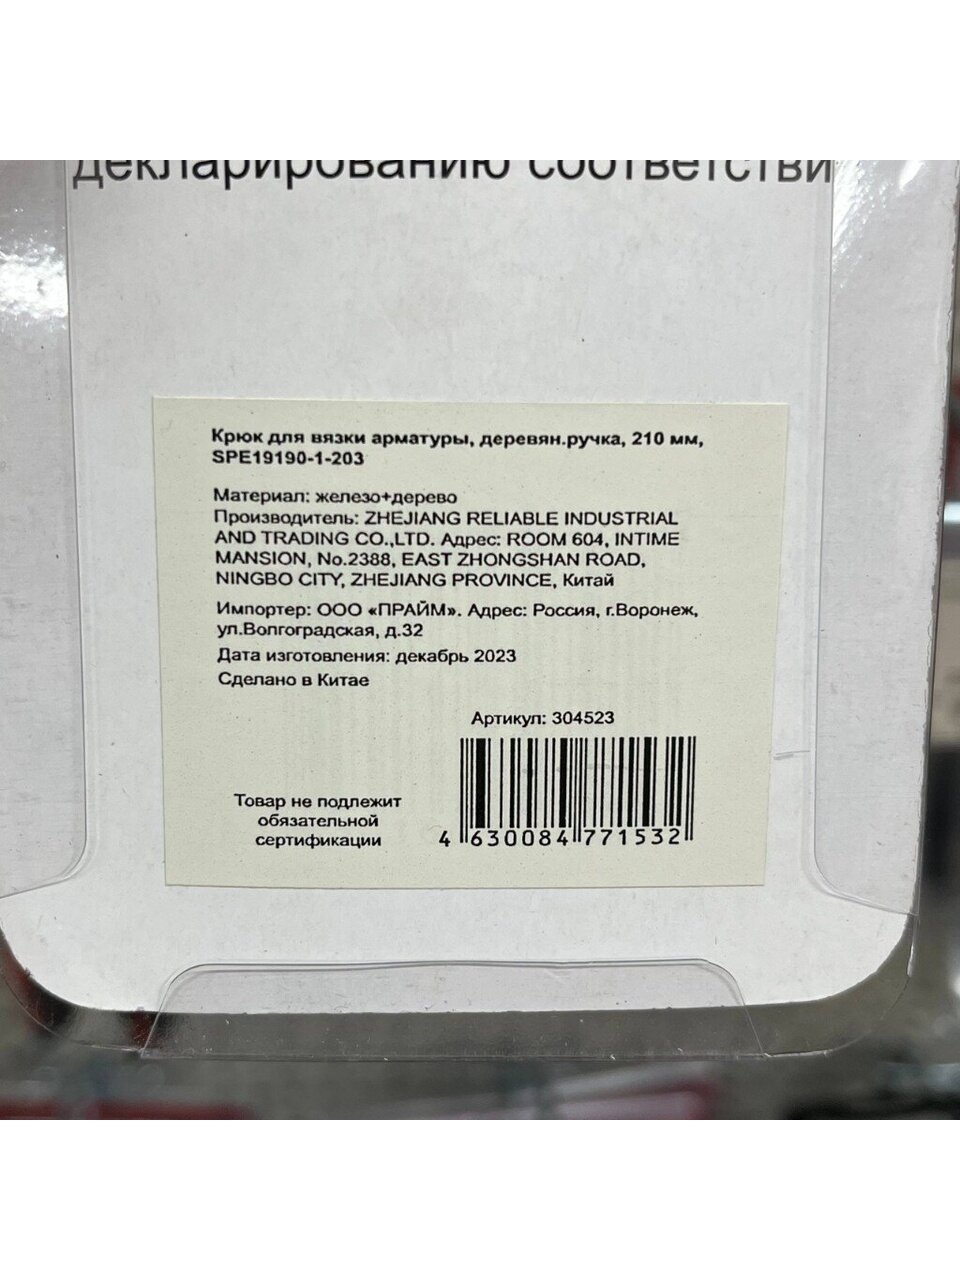 декларированию соответстви
Крюк для вязки арматуры, деревян.ручка, 210 мм,
SPE19190-1-203
Материал: железо+дерево
Производитель: ZHEJIANG RELIABLE INDUSTRIAL
AND TRADING CO.,LTD. Адрес: ROOM 604, INTIME
MANSION, No.2388, EAST ZHONGSHAN ROAD,
NINGBO CITY, ZHEJIANG PROVINCE, Китай
Импортер: ООО «ПРАЙМ». Адрес: Россия, г.Воронеж,
ул.Волгоградская, д.32
Дата изготовления: декабрь 2023
Сделано в Китае
Артикул: 304523
Товар не подлежит
обязательной
сертификации
4 630084 771532